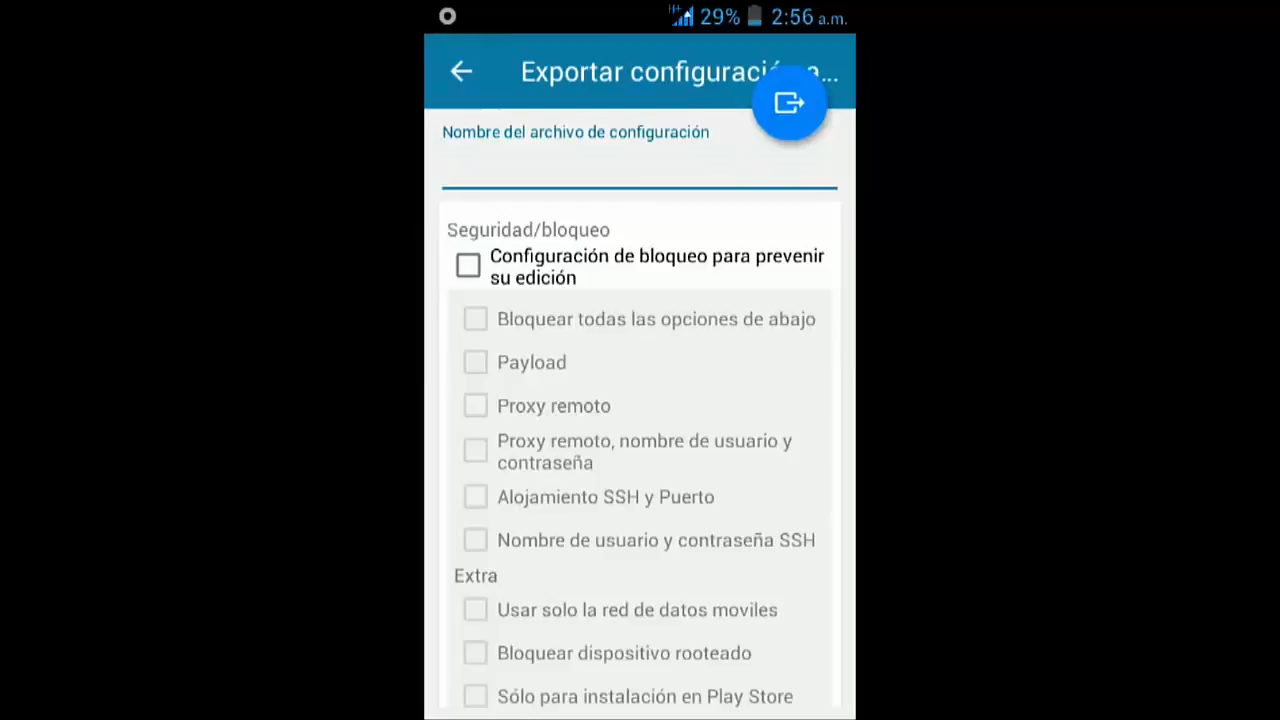 29% 2:56 a.m.
Exportar configuración a...
Nombre del archivo de configuración
Seguridad/bloqueo
Configuración de bloqueo para prevenir
su edición
Bloquear todas las opciones de abajo
Payload
Proxy remoto
Proxy remoto, nombre de usuario y
contraseña
Alojamiento SSH y Puerto
Nombre de usuario y contraseña SSH
Extra
Usar solo la red de datos moviles
Bloquear dispositivo rooteado
Sólo para instalación en Play Store